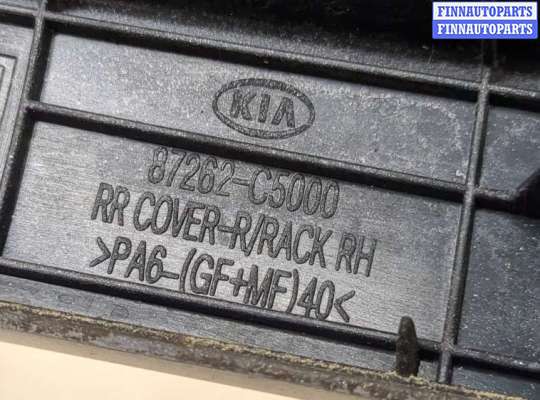 FINNAUTOPARTS
FINNAUTOPARTS
KIA
87262-C5000
RR COVER-R/RACK RH
>PA6-(GF+MF)40<